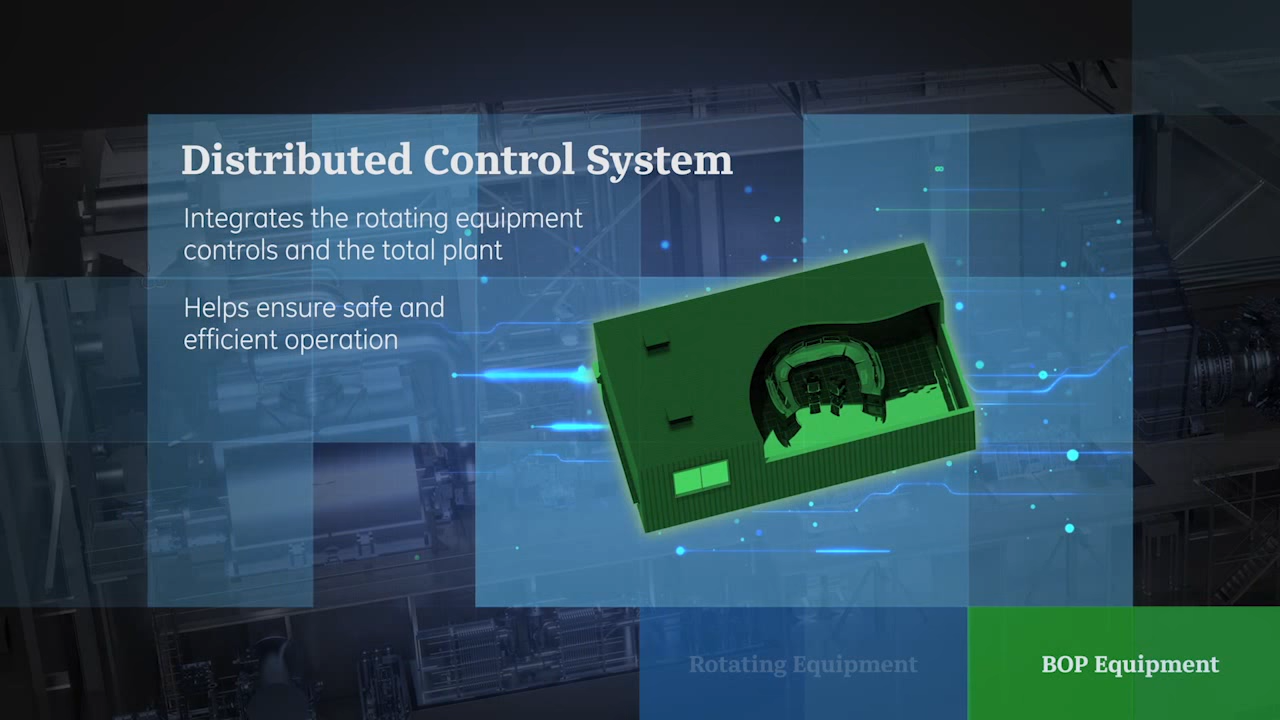 Distributed Control System
Integrates the rotating equipment
controls and the total plant
Helps ensure safe and
efficient operation
Rotating Equipment
BOP Equipment